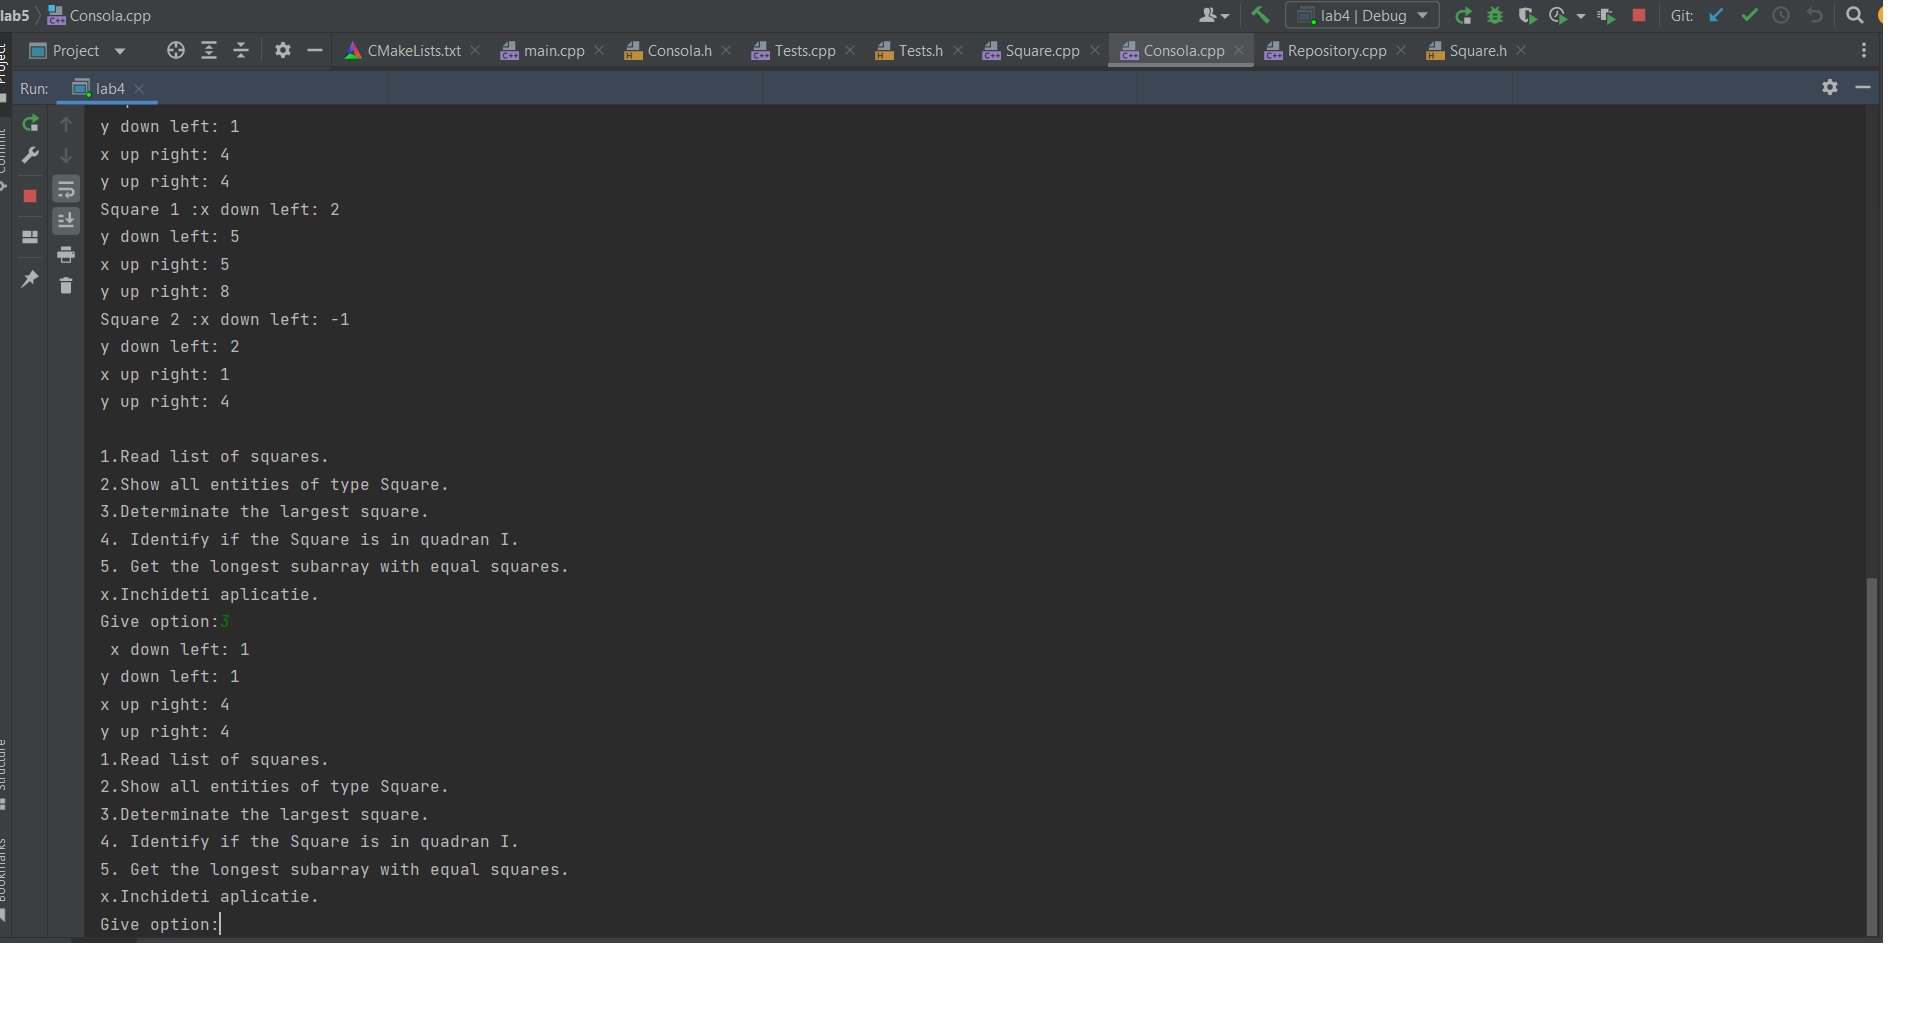 lab5 Consola.cpp lab4 | Debug Git:
Project CMakeLists.txt main.cpp Consola.h Tests.cpp Tests.h Square.cpp Consola.cpp Repository.cpp Square.h
Project
Run: lab4
Commit
y down left: 1
x up right: 4
y up right: 4
Square 1 :x down left: 2
y down left: 5
x up right: 5
y up right: 8
Square 2 :x down left: -1
y down left: 2
x up right: 1
y up right: 4
1.Read list of squares.
2.Show all entities of type Square.
3.Determinate the largest square.
4. Identify if the Square is in quadran I.
5. Get the longest subarray with equal squares.
x.Inchideti aplicatie.
Give option:3
x down left: 1
y down left: 1
x up right: 4
y up right: 4
1.Read list of squares.
2.Show all entities of type Square.
3.Determinate the largest square.
4. Identify if the Square is in quadran I.
5. Get the longest subarray with equal squares.
x.Inchideti aplicatie.
Give option:
Structure
Bookmarks